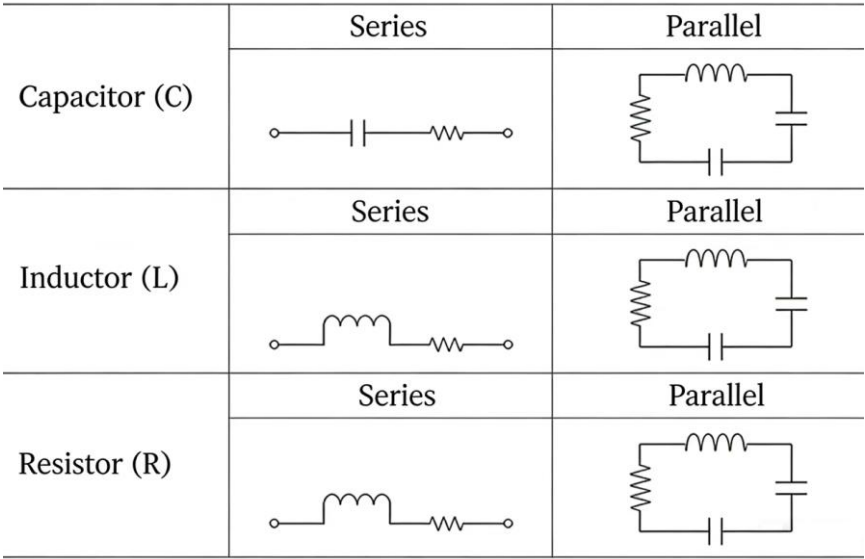 Series Parallel
Capacitor (C)
Series Parallel
Inductor (L)
Series Parallel
Resistor (R)